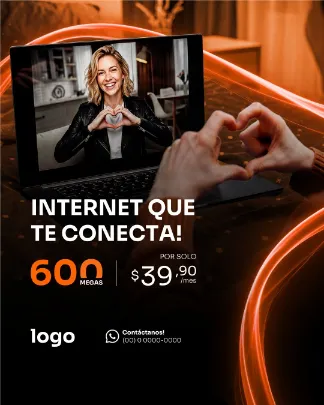 INTERNET QUE
TE CONECTA!
600
MEGAS
POR SOLO
$39,90
/mes
logo
Contáctanos!
(00) 0 0000-0000